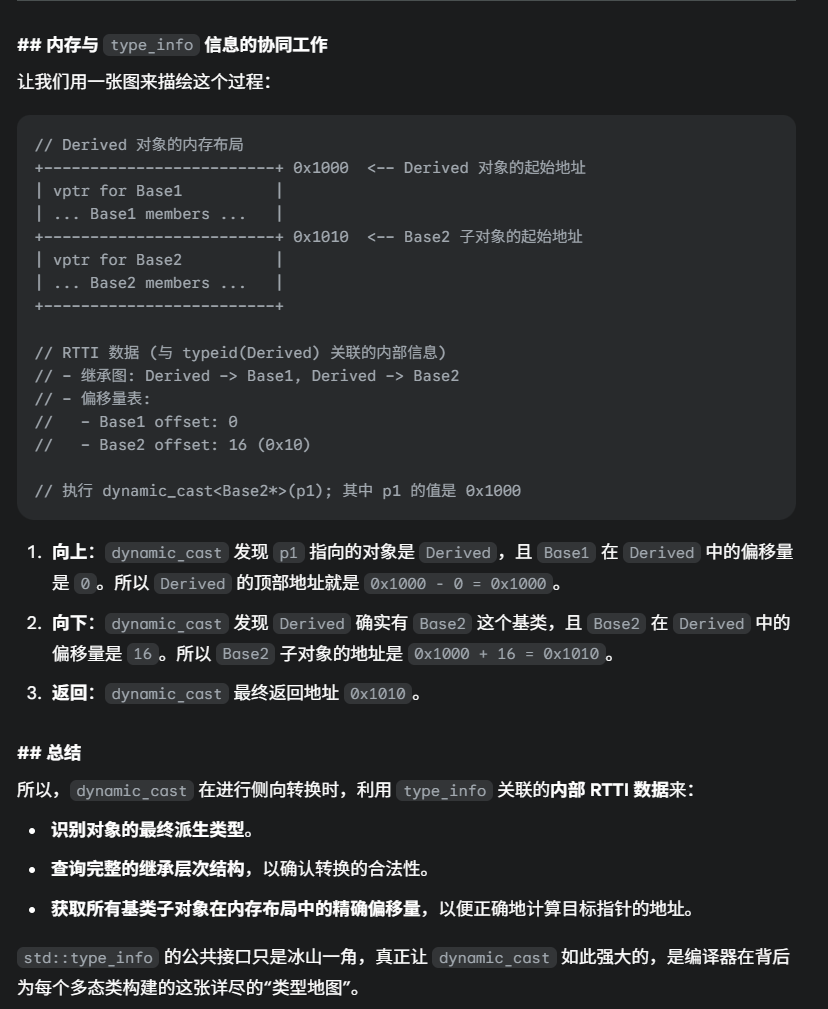 ## 内存与 type_info 信息的协同工作
让我们用一张图来描绘这个过程：
// Derived 对象的内存布局
+-------------------------+ 0x1000  <-- Derived 对象的起始地址
| vptr for Base1          |
| ... Base1 members ...   |
+-------------------------+ 0x1010  <-- Base2 子对象的起始地址
| vptr for Base2          |
| ... Base2 members ...   |
+-------------------------+
// RTTI 数据 (与 typeid(Derived) 关联的内部信息)
// - 继承图: Derived -> Base1, Derived -> Base2
// - 偏移量表:
//   - Base1 offset: 0
//   - Base2 offset: 16 (0x10)
// 执行 dynamic_cast<Base2*>(p1); 其中 p1 的值是 0x1000
1. 向上：dynamic_cast 发现 p1 指向的对象是 Derived，且 Base1 在 Derived 中的偏移量
是 0。所以 Derived 的顶部地址就是 0x1000 - 0 = 0x1000。
2. 向下：dynamic_cast 发现 Derived 确实有 Base2 这个基类，且 Base2 在 Derived 中的
偏移量是 16。所以 Base2 子对象的地址是 0x1000 + 16 = 0x1010。
3. 返回：dynamic_cast 最终返回地址 0x1010。
## 总结
所以，dynamic_cast 在进行侧向转换时，利用 type_info 关联的内部 RTTI 数据来：
• 识别对象的最终派生类型。
• 查询完整的继承层次结构，以确认转换的合法性。
• 获取所有基类子对象在内存布局中的精确偏移量，以便正确地计算目标指针的地址。
std::type_info 的公共接口只是冰山一角，真正让 dynamic_cast 如此强大的，是编译器在背后
为每个多态类构建的这张详尽的“类型地图”。